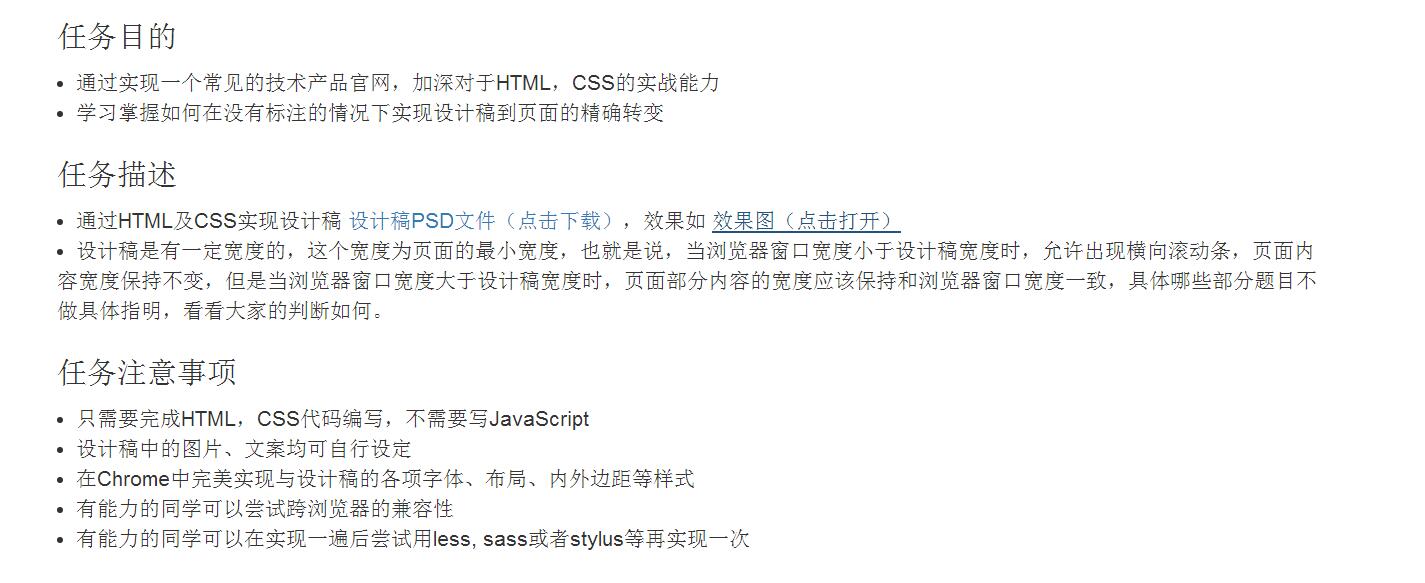 任务目的
• 通过实现一个常见的技术产品官网，加深对于HTML，CSS的实战能力
• 学习掌握如何在没有标注的情况下实现设计稿到页面的精确转变
任务描述
• 通过HTML及CSS实现设计稿 设计稿PSD文件（点击下载），效果如 效果图（点击打开）
• 设计稿是有一定宽度的，这个宽度为页面的最小宽度，也就是说，当浏览器窗口宽度小于设计稿宽度时，允许出现横向滚动条，页面内
容宽度保持不变，但是当浏览器窗口宽度大于设计稿宽度时，页面部分内容的宽度应该保持和浏览器窗口宽度一致，具体哪些部分题目不
做具体指明，看看大家的判断如何。
任务注意事项
• 只需要完成HTML，CSS代码编写，不需要写JavaScript
• 设计稿中的图片、文案均可自行设定
• 在Chrome中完美实现与设计稿的各项字体、布局、内外边距等样式
• 有能力的同学可以尝试跨浏览器的兼容性
• 有能力的同学可以在实现一遍后尝试用less, sass或者stylus等再实现一次